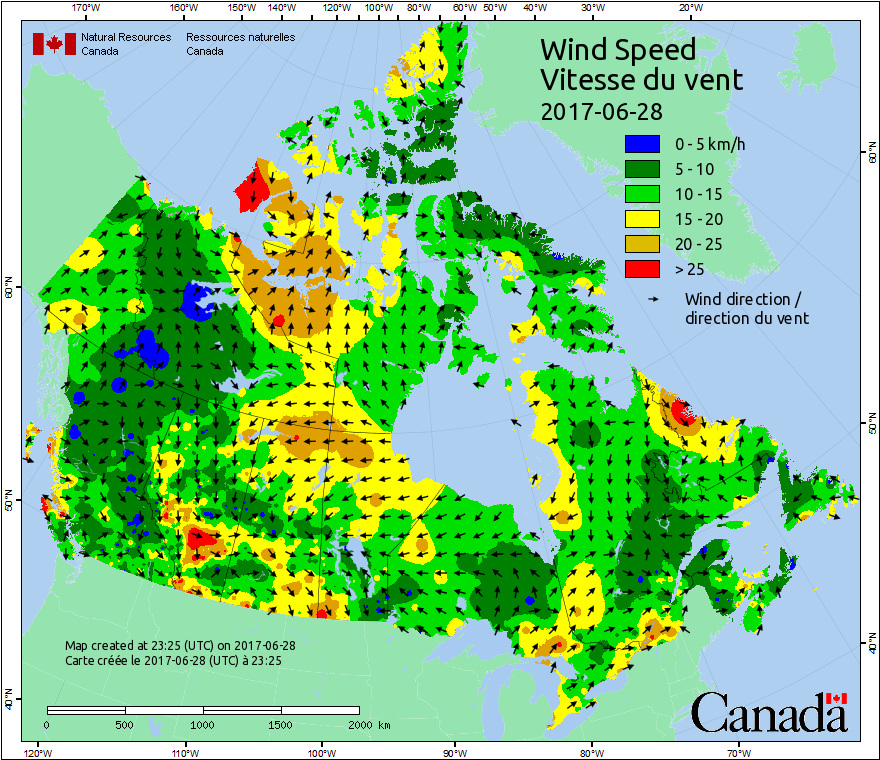 170°W 160°W 150°W 140°W 120°W 100°W 80°W 60°W 50°W 40°W 30°W 20°W
Natural Resources Ressources naturelles
Canada Canada
Wind Speed
Vitesse du vent
2017-06-28
0 - 5 km/h
5 - 10
10 - 15
15 - 20
20 - 25
> 25
Wind direction /
direction du vent
60°N
60°N
50°N
50°N
40°N
40°N
Map created at 23:25 (UTC) on 2017-06-28
Carte créée le 2017-06-28 (UTC) à 23:25
0 500 1000 1500 2000 km
Canada
120°W 110°W 100°W 90°W 80°W 70°W